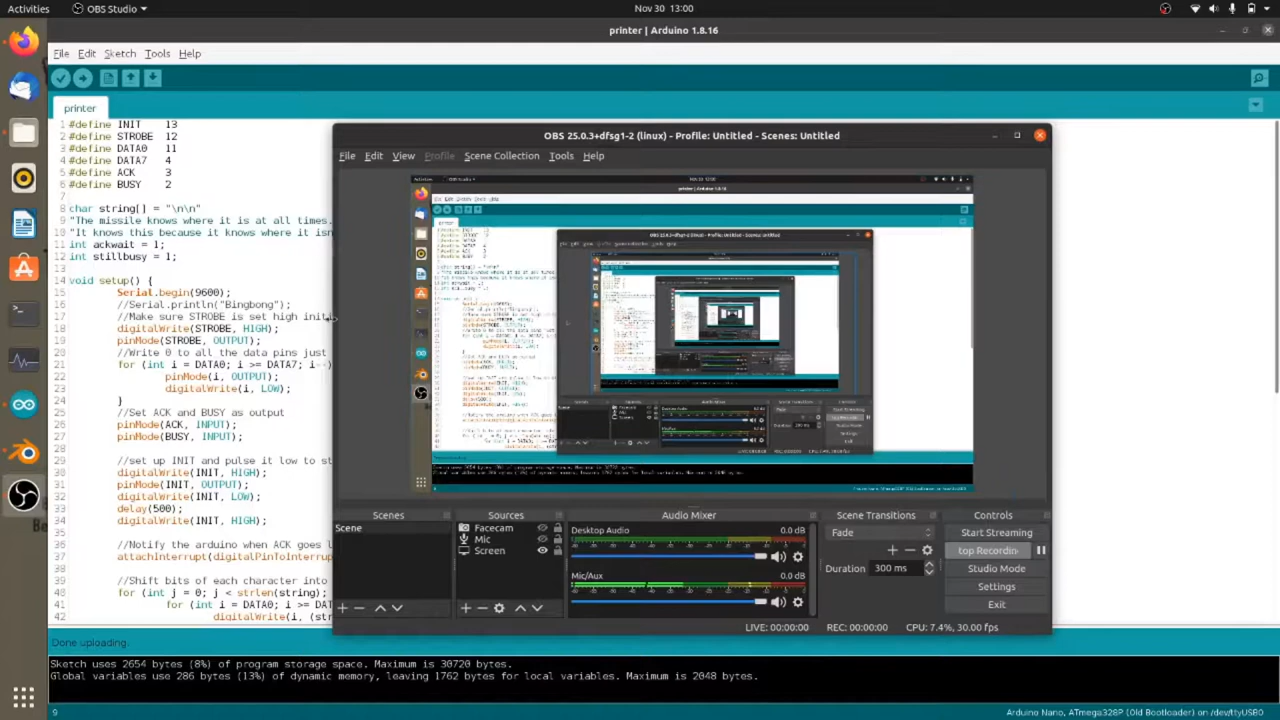 Activities
OBS Studio
Nov 30 13:00
printer | Arduino 1.8.16
File Edit Sketch Tools Help
printer
1 #define INIT 13
2 #define STROBE 12
3 #define DATA0 11
4 #define DATA7 4
5 #define ACK 3
6 #define BUSY 2
7
8 char string[] = "\n\n"
9 "The missile knows where it is at all times.
10 "It knows this because it knows where it isn
11 int ackwait = 1;
12 int stillbusy = 1;
13
14 void setup() {
15 Serial.begin(9600);
16 //Serial.println("Bingbong");
17 //Make sure STROBE is set high initi
18 digitalWrite(STROBE, HIGH);
19 pinMode(STROBE, OUTPUT);
20 //Write 0 to all the data pins just
21 for (int i = DATA0; i >= DATA7; i--)
22 pinMode(i, OUTPUT);
23 digitalWrite(i, LOW);
24 }
25 //Set ACK and BUSY as output
26 pinMode(ACK, INPUT);
27 pinMode(BUSY, INPUT);
28
29 //set up INIT and pulse it low to st
30 digitalWrite(INIT, HIGH);
31 pinMode(INIT, OUTPUT);
32 digitalWrite(INIT, LOW);
33 delay(500);
34 digitalWrite(INIT, HIGH);
35
36 //Notify the arduino when ACK goes l
37 attachInterrupt(digitalPinToInterrup
38
39 //Shift bits of each character into
40 for (int j = 0; j < strlen(string);
41 for (int i = DATA0; i >= DAT
42 digitalWrite(i, (str
OBS 25.0.3+dfsg1-2 (linux) - Profile: Untitled - Scenes: Untitled
File Edit View Profile Scene Collection Tools Help
Scenes
Scene
Sources
Facecam
Mic
Screen
Audio Mixer
Desktop Audio 0.0 dB
Mic/Aux 0.0 dB
Scene Transitions
Fade
Duration 300 ms
Controls
Start Streaming
top Recordin
Studio Mode
Settings
Exit
LIVE: 00:00:00 REC: 00:00:00 CPU: 7.4%, 30.00 fps
Done uploading.
Sketch uses 2654 bytes (8%) of program storage space. Maximum is 30720 bytes.
Global variables use 286 bytes (13%) of dynamic memory, leaving 1762 bytes for local variables. Maximum is 2048 bytes.
9
Arduino Nano, ATmega328P (Old Bootloader) on /dev/ttyUSB0